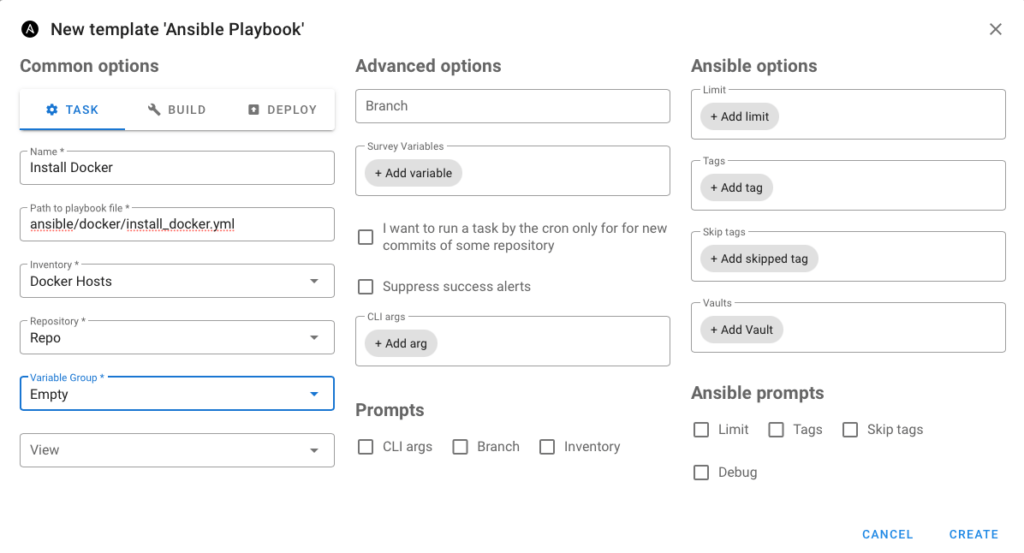 New template 'Ansible Playbook'
Common options
TASK
BUILD
DEPLOY
Name *
Install Docker
Path to playbook file *
ansible/docker/install_docker.yml
Inventory *
Docker Hosts
Repository *
Repo
Variable Group *
Empty
View
Advanced options
Branch
Survey Variables
+ Add variable
I want to run a task by the cron only for for new
commits of some repository
Suppress success alerts
CLI args
+ Add arg
Prompts
CLI args
Branch
Inventory
Ansible options
Limit
+ Add limit
Tags
+ Add tag
Skip tags
+ Add skipped tag
Vaults
+ Add Vault
Ansible prompts
Limit
Tags
Skip tags
Debug
CANCEL
CREATE